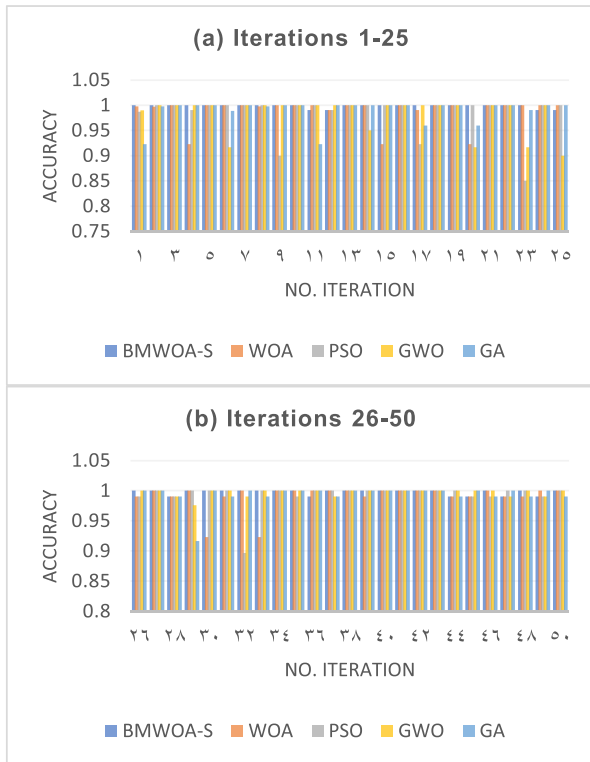 (a) Iterations 1-25
1.05
1
0.95
0.9
0.85
0.8
0.75
ACCURACY
١ ٣ ٥ ٧ ٩ ١١ ١٣ ١٥ ١٧ ١٩ ٢١ ٢٣ ٢٥
NO. ITERATION
BMWOA-S WOA PSO GWO GA
(b) Iterations 26-50
1.05
1
0.95
0.9
0.85
0.8
ACCURACY
٢٦ ٢٨ ٣٠ ٣٢ ٣٤ ٣٦ ٣٨ ٤٠ ٤٢ ٤٤ ٤٦ ٤٨ ٥٠
NO. ITERATION
BMWOA-S WOA PSO GWO GA